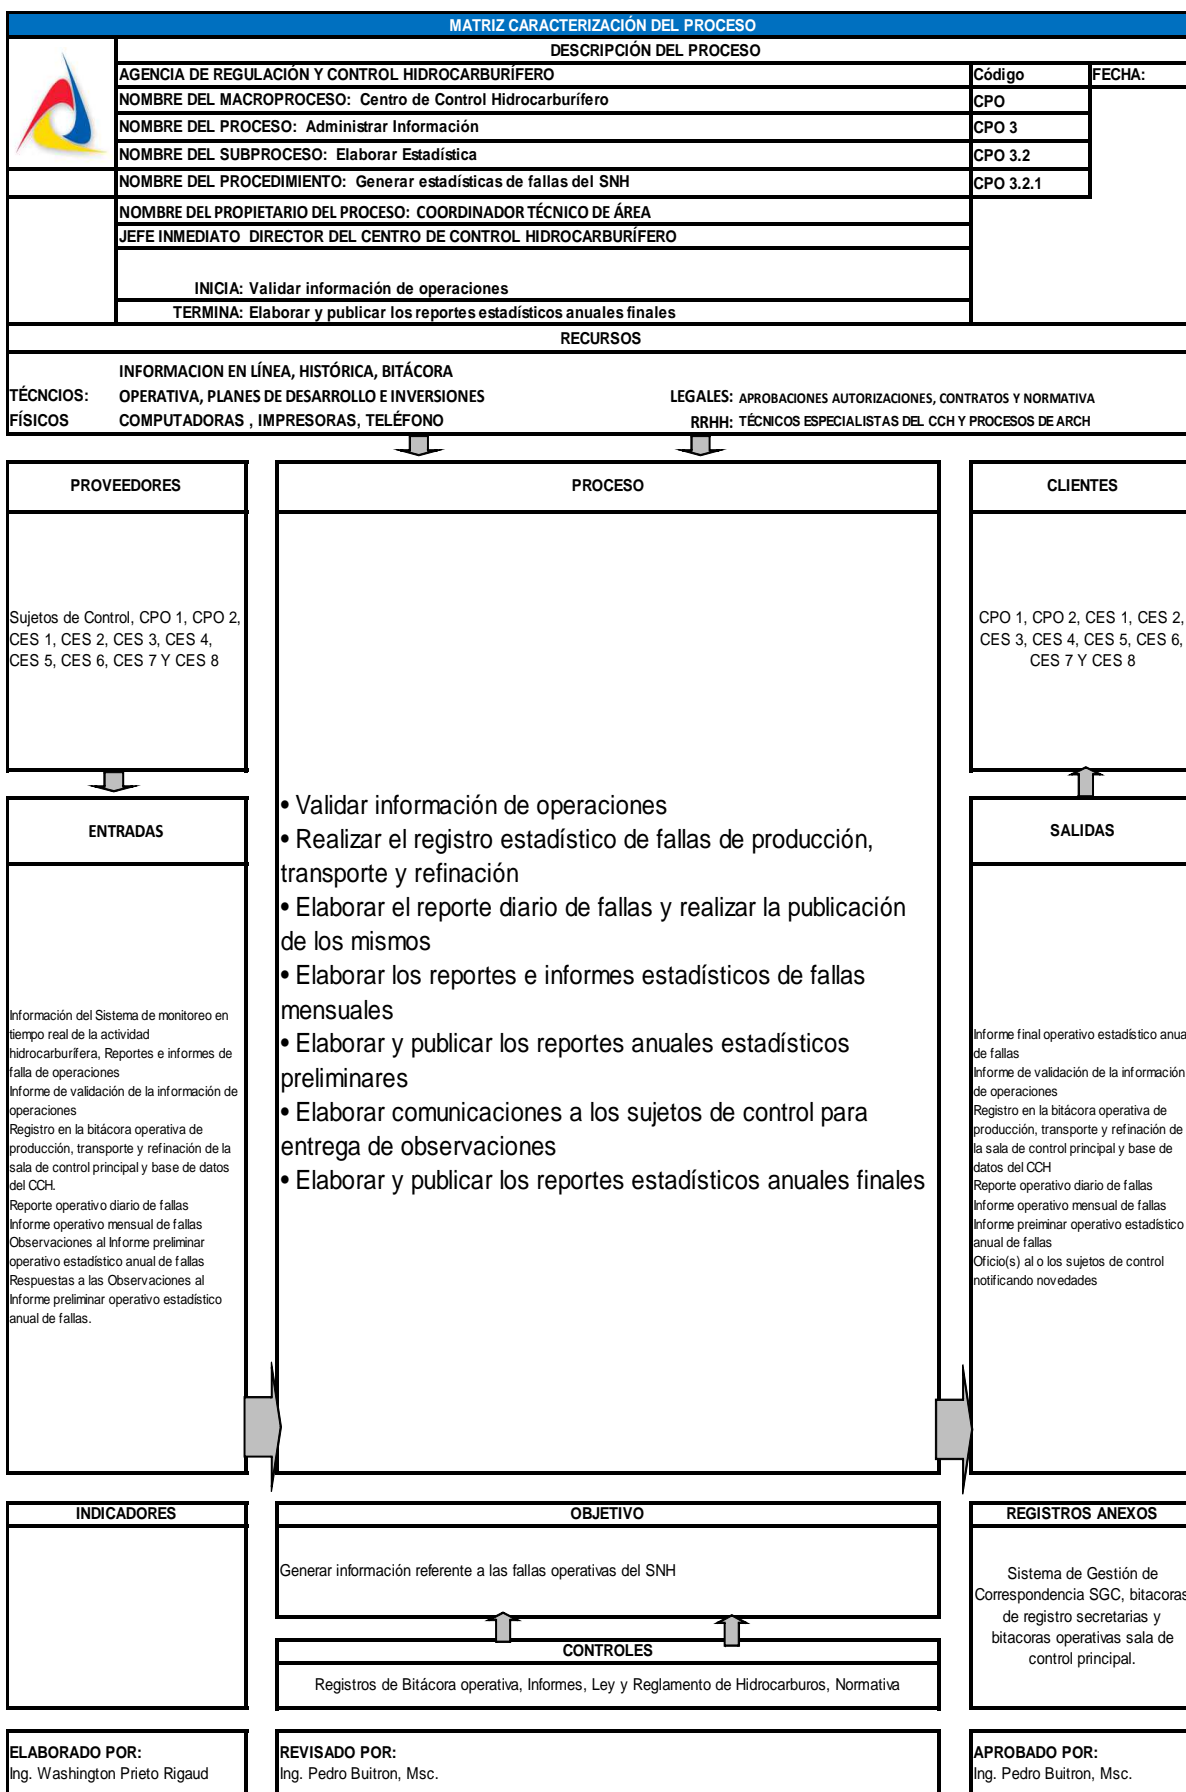 MATRIZ CARACTERIZACIÓN DEL PROCESO
DESCRIPCIÓN DEL PROCESO
AGENCIA DE REGULACIÓN Y CONTROL HIDROCARBURÍFERO Código FECHA:
NOMBRE DEL MACROPROCESO: Centro de Control Hidrocarburífero CPO
NOMBRE DEL PROCESO: Administrar Información CPO 3
NOMBRE DEL SUBPROCESO: Elaborar Estadística CPO 3.2
NOMBRE DEL PROCEDIMIENTO: Generar estadísticas de fallas del SNH CPO 3.2.1
NOMBRE DEL PROPIETARIO DEL PROCESO: COORDINADOR TÉCNICO DE ÁREA
JEFE INMEDIATO DIRECTOR DEL CENTRO DE CONTROL HIDROCARBURÍFERO
INICIA: Validar información de operaciones
TERMINA: Elaborar y publicar los reportes estadísticos anuales finales
RECURSOS
INFORMACION EN LÍNEA, HISTÓRICA, BITÁCORA
TÉCNCIOS: OPERATIVA, PLANES DE DESARROLLO E INVERSIONES LEGALES: APROBACIONES AUTORIZACIONES, CONTRATOS Y NORMATIVA
FÍSICOS COMPUTADORAS , IMPRESORAS, TELÉFONO RRHH: TÉCNICOS ESPECIALISTAS DEL CCH Y PROCESOS DE ARCH
PROVEEDORES
Sujetos de Control, CPO 1, CPO 2,
CES 1, CES 2, CES 3, CES 4,
CES 5, CES 6, CES 7 Y CES 8
ENTRADAS
Información del Sistema de monitoreo en
tiempo real de la actividad
hidrocarburífera, Reportes e informes de
falla de operaciones
Informe de validación de la información de
operaciones
Registro en la bitácora operativa de
producción, transporte y refinación de la
sala de control principal y base de datos
del CCH.
Reporte operativo diario de fallas
Informe operativo mensual de fallas
Observaciones al Informe preliminar
operativo estadístico anual de fallas
Respuestas a las Observaciones al
Informe preliminar operativo estadístico
anual de fallas.
PROCESO
• Validar información de operaciones
• Realizar el registro estadístico de fallas de producción,
transporte y refinación
• Elaborar el reporte diario de fallas y realizar la publicación
de los mismos
• Elaborar los reportes e informes estadísticos de fallas
mensuales
• Elaborar y publicar los reportes anuales estadísticos
preliminares
• Elaborar comunicaciones a los sujetos de control para
entrega de observaciones
• Elaborar y publicar los reportes estadísticos anuales finales
CLIENTES
CPO 1, CPO 2, CES 1, CES 2,
CES 3, CES 4, CES 5, CES 6,
CES 7 Y CES 8
SALIDAS
Informe final operativo estadístico anua
de fallas
Informe de validación de la información
de operaciones
Registro en la bitácora operativa de
producción, transporte y refinación de
la sala de control principal y base de
datos del CCH
Reporte operativo diario de fallas
Informe operativo mensual de fallas
Informe preiminar operativo estadístico
anual de fallas
Oficio(s) al o los sujetos de control
notificando novedades
INDICADORES
OBJETIVO
Generar información referente a las fallas operativas del SNH
CONTROLES
Registros de Bitácora operativa, Informes, Ley y Reglamento de Hidrocarburos, Normativa
REGISTROS ANEXOS
Sistema de Gestión de
Correspondencia SGC, bitacoras
de registro secretarias y
bitacoras operativas sala de
control principal.
ELABORADO POR:
Ing. Washington Prieto Rigaud
REVISADO POR:
Ing. Pedro Buitron, Msc.
APROBADO POR:
Ing. Pedro Buitron, Msc.